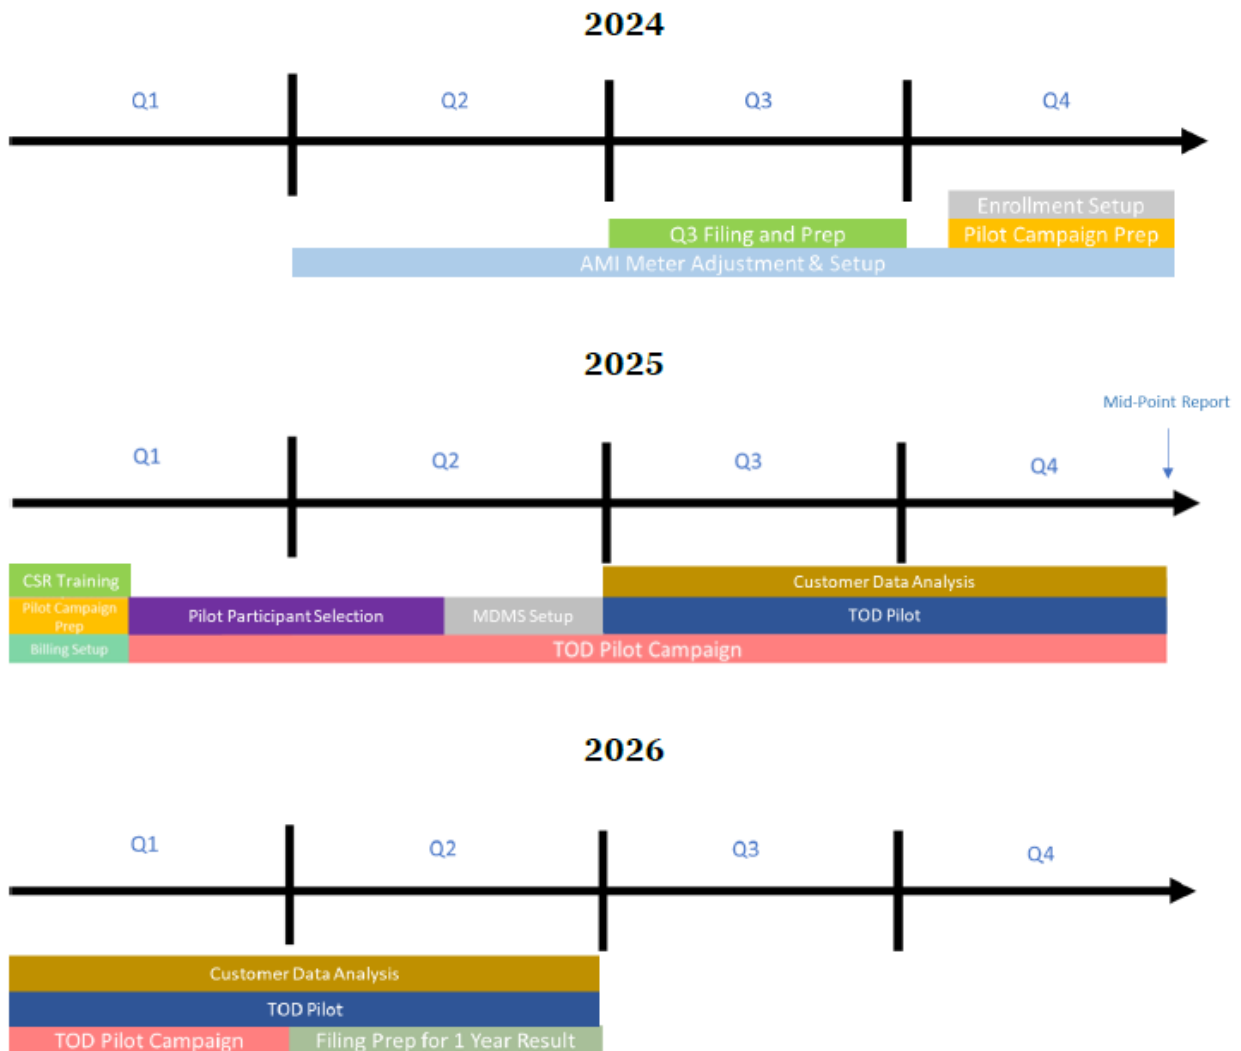 2024
Q1
Q2
Q3
Q4
Enrollment Setup
Q3 Filing and Prep
Pilot Campaign Prep
AMI Meter Adjustment & Setup
2025
Mid-Point Report
Q1
Q2
Q3
Q4
CSR Training
Customer Data Analysis
Pilot Campaign
Prep
Pilot Participant Selection
MDMS Setup
TOD Pilot
Billing Setup
TOD Pilot Campaign
2026
Q1
Q2
Q3
Q4
Customer Data Analysis
TOD Pilot
TOD Pilot Campaign
Filing Prep for 1 Year Result